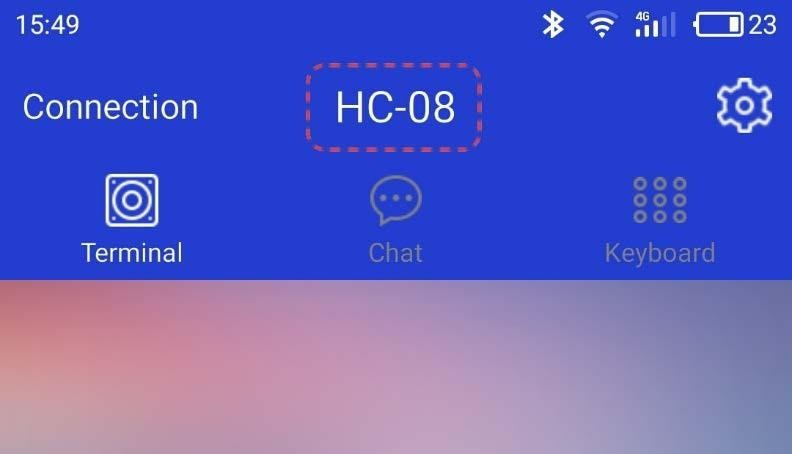 15:49 4G 23
Connection HC-08
Terminal Chat Keyboard